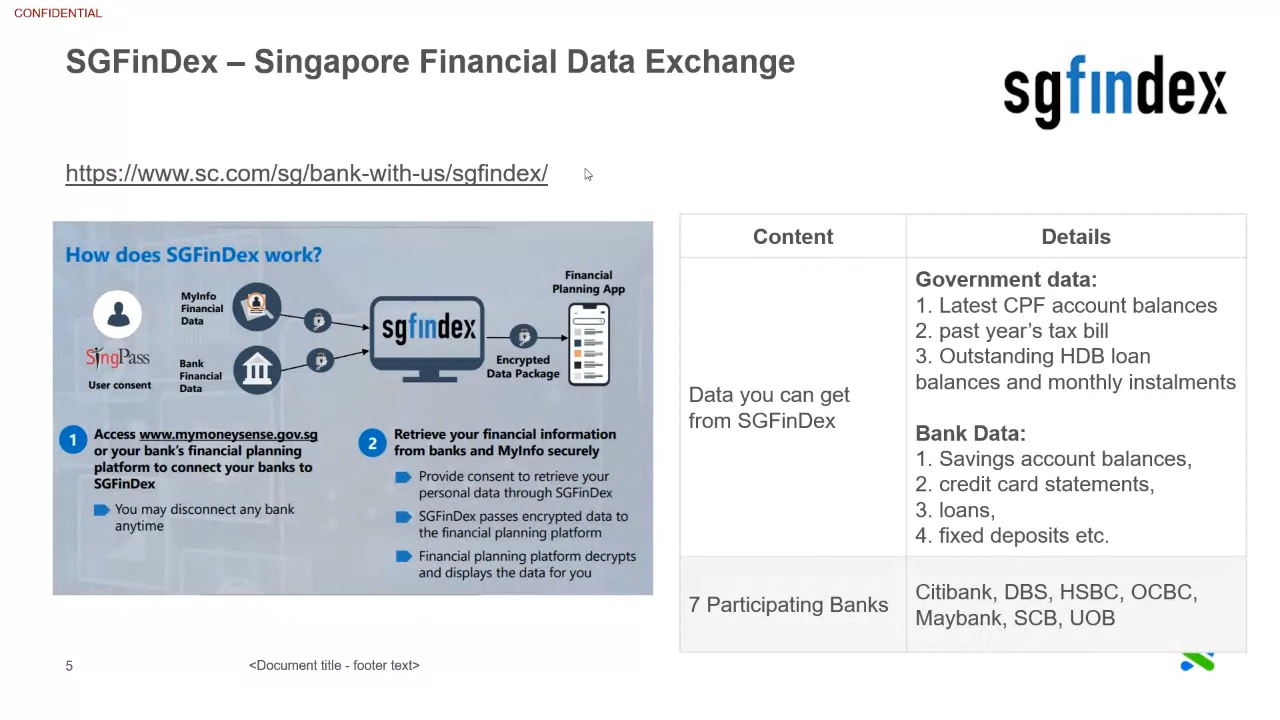 CONFIDENTIAL
SGFinDex – Singapore Financial Data Exchange
sgfindex
https://www.sc.com/sg/bank-with-us/sgfindex/
How does SGFinDex work?
SingPass
User consent
MyInfo
Financial
Data
Bank
Financial
Data
sgfindex
Encrypted
Data Package
Financial
Planning App
1
Access www.mymoneysense.gov.sg
or your bank's financial planning
platform to connect your banks to
SGFinDex
You may disconnect any bank
anytime
2
Retrieve your financial information
from banks and MyInfo securely
Provide consent to retrieve your
personal data through SGFinDex
SGFinDex passes encrypted data to
the financial planning platform
Financial planning platform decrypts
and displays the data for you
Content
Details
Data you can get
from SGFinDex
Government data:
1. Latest CPF account balances
2. past year's tax bill
3. Outstanding HDB loan
balances and monthly instalments
Bank Data:
1. Savings account balances,
2. credit card statements,
3. loans,
4. fixed deposits etc.
7 Participating Banks
Citibank, DBS, HSBC, OCBC,
Maybank, SCB, UOB
5
<Document title - footer text>